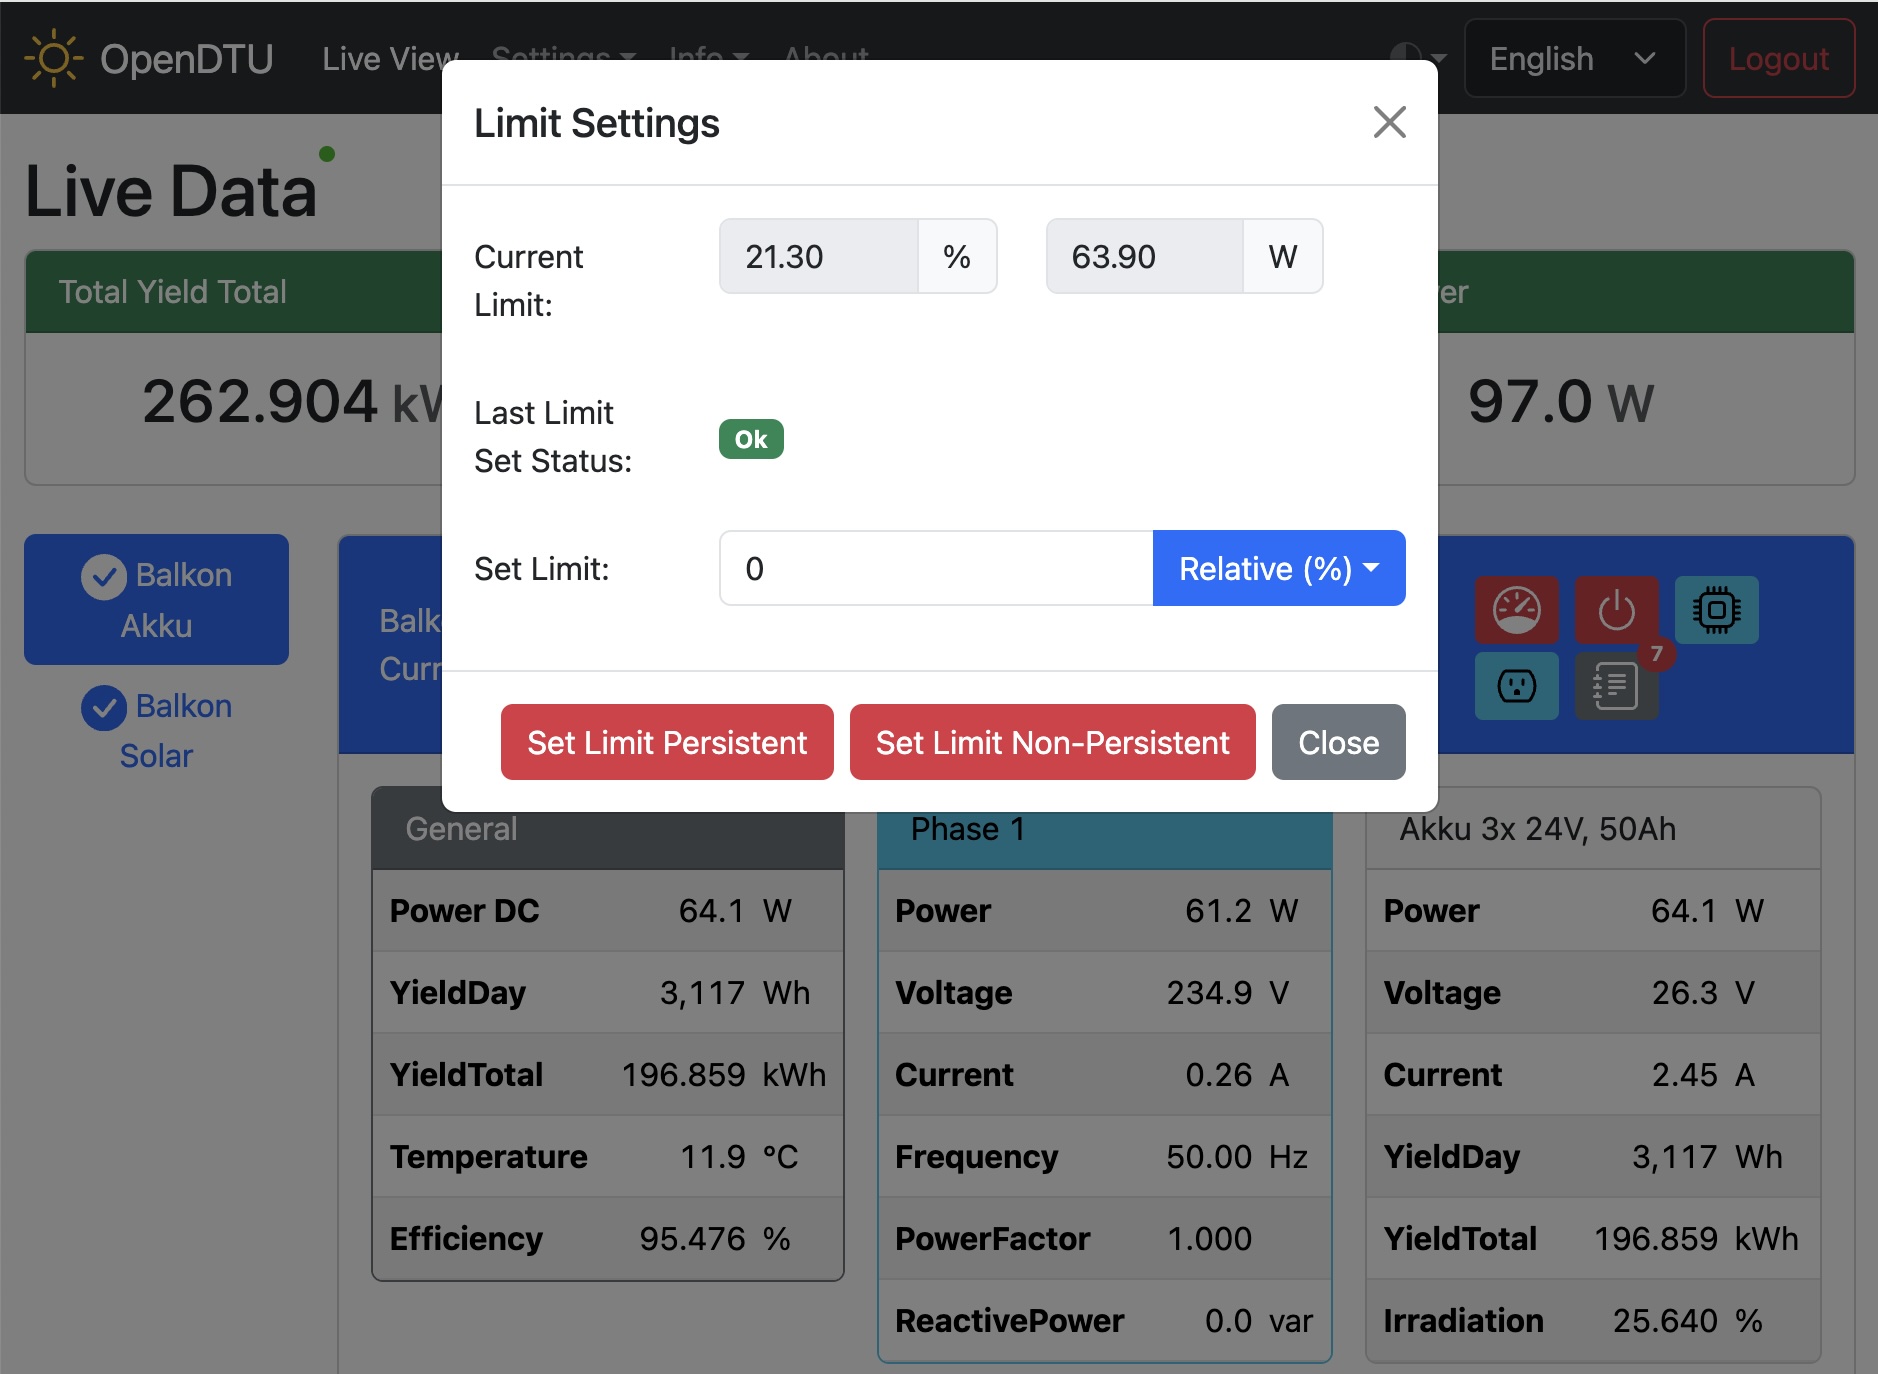 OpenDTU
Live View
Settings
Info
About
English
Logout
Live Data
Total Yield Total
262.904
97.0 W
Limit Settings
Current
Limit:
21.30 %
63.90 W
Last Limit
Set Status:
Ok
Set Limit:
0
Relative (%)
Set Limit Persistent
Set Limit Non-Persistent
Close
Balkon
Akku
Balkon
Solar
7
General
Power DC 64.1 W
YieldDay 3,117 Wh
YieldTotal 196.859 kWh
Temperature 11.9 °C
Efficiency 95.476 %
Phase 1
Power 61.2 W
Voltage 234.9 V
Current 0.26 A
Frequency 50.00 Hz
PowerFactor 1.000
ReactivePower 0.0 var
Akku 3x 24V, 50Ah
Power 64.1 W
Voltage 26.3 V
Current 2.45 A
YieldDay 3,117 Wh
YieldTotal 196.859 kWh
Irradiation 25.640 %